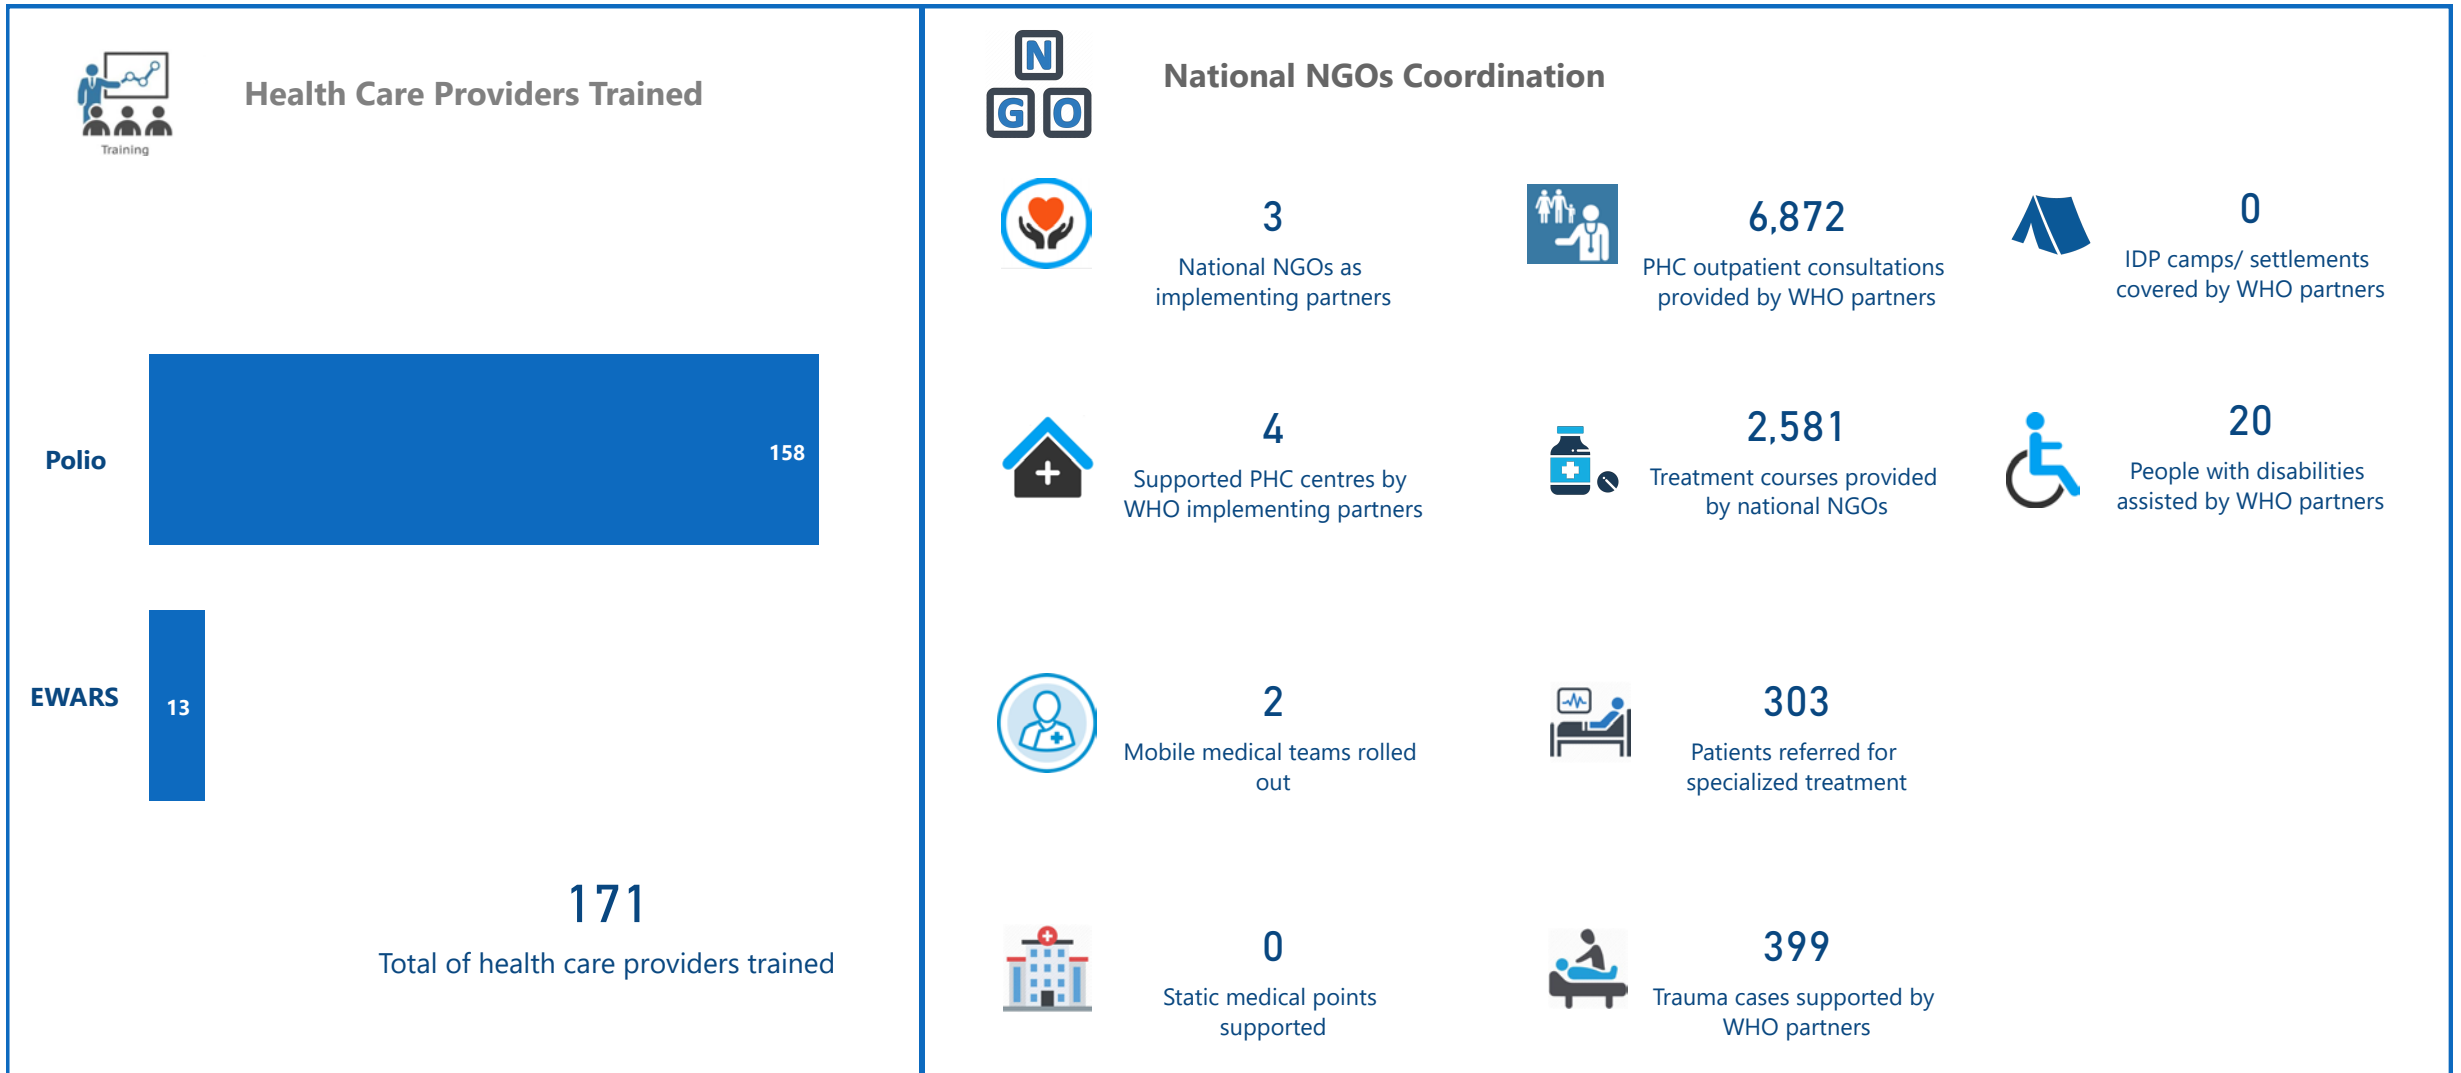 Training
Health Care Providers Trained
Polio
158
EWARS
13
171
Total of health care providers trained
N
G O
National NGOs Coordination
3
National NGOs as
implementing partners
6,872
PHC outpatient consultations
provided by WHO partners
0
IDP camps/ settlements
covered by WHO partners
4
Supported PHC centres by
WHO implementing partners
2,581
Treatment courses provided
by national NGOs
20
People with disabilities
assisted by WHO partners
2
Mobile medical teams rolled
out
303
Patients referred for
specialized treatment
0
Static medical points
supported
399
Trauma cases supported by
WHO partners